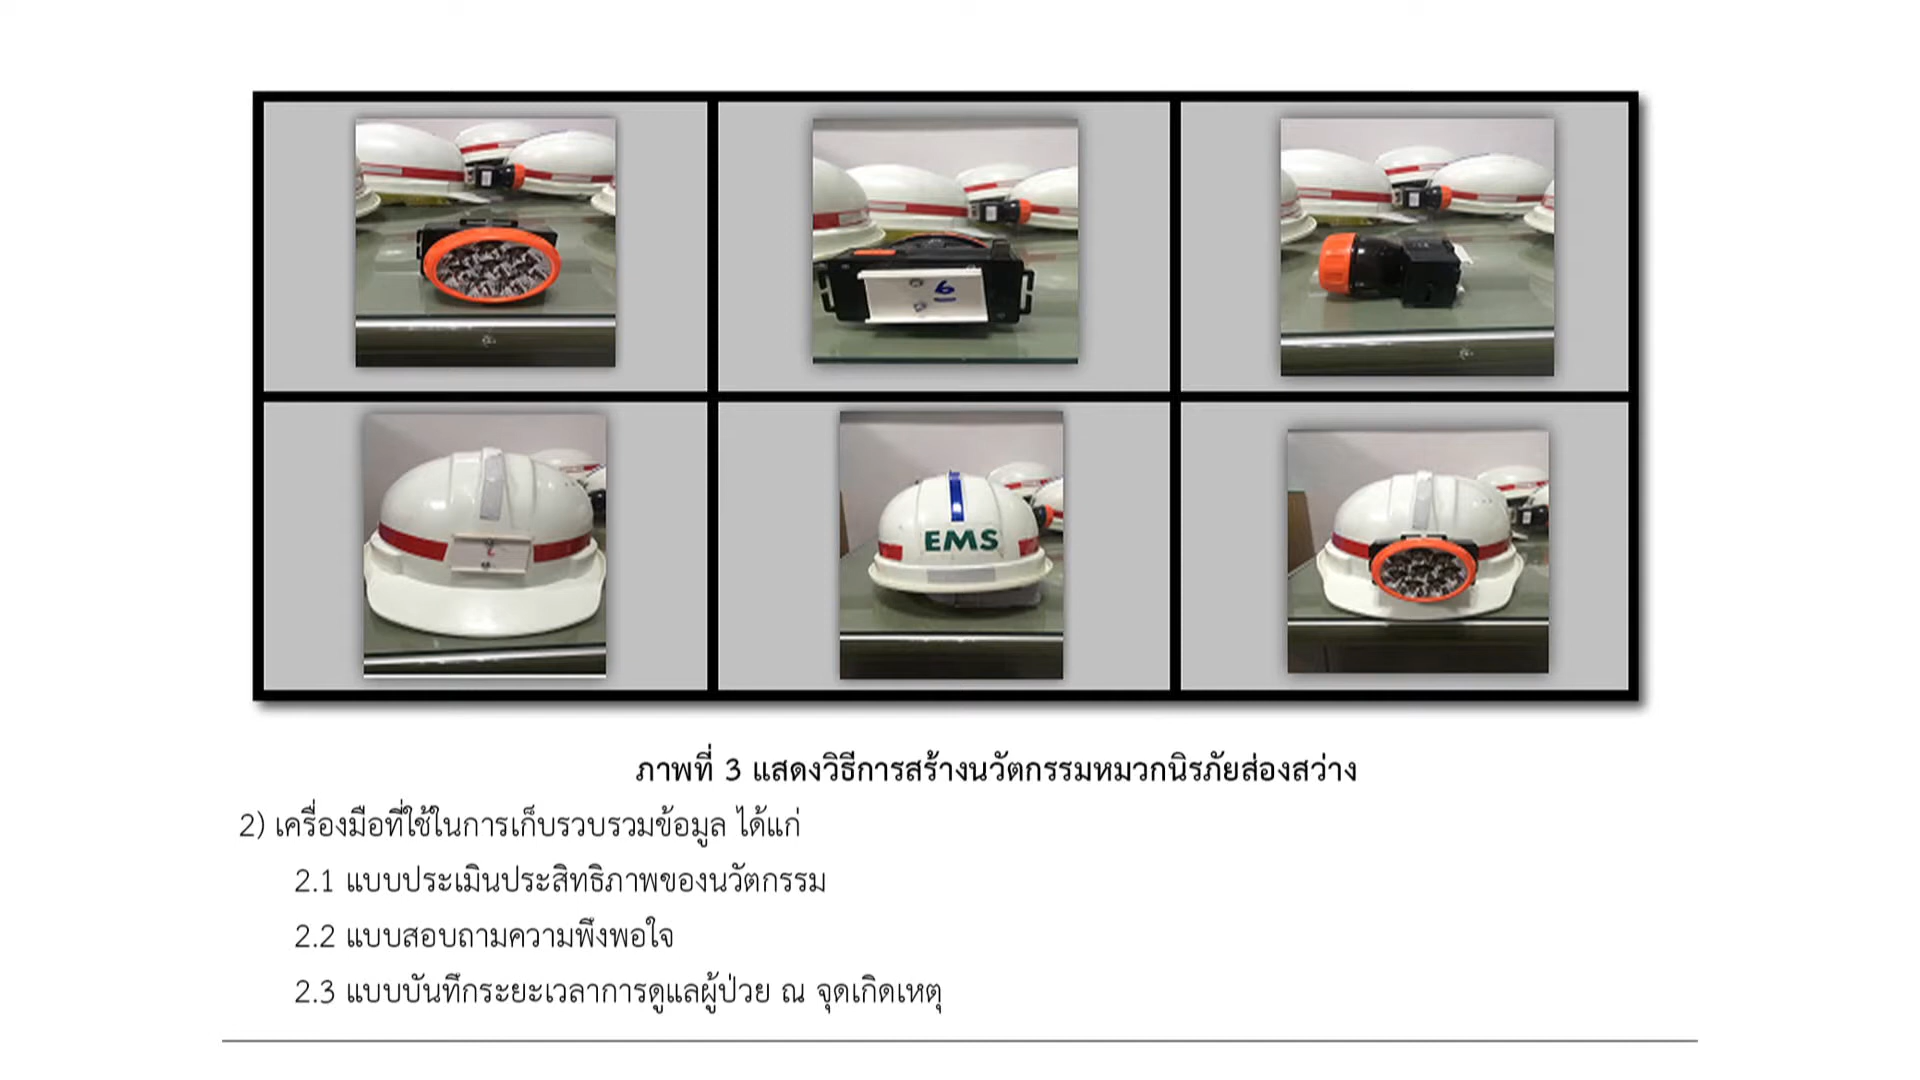 6
EMS
ภาพที่ 3 แสดงวิธีการสร้างนวัตกรรมหมวกนิรภัยส่องสว่าง
2) เครื่องมือที่ใช้ในการเก็บรวบรวมข้อมูล ได้แก่
2.1 แบบประเมินประสิทธิภาพของนวัตกรรม
2.2 แบบสอบถามความพึงพอใจ
2.3 แบบบันทึกระยะเวลาการดูแลผู้ป่วย ณ จุดเกิดเหตุ